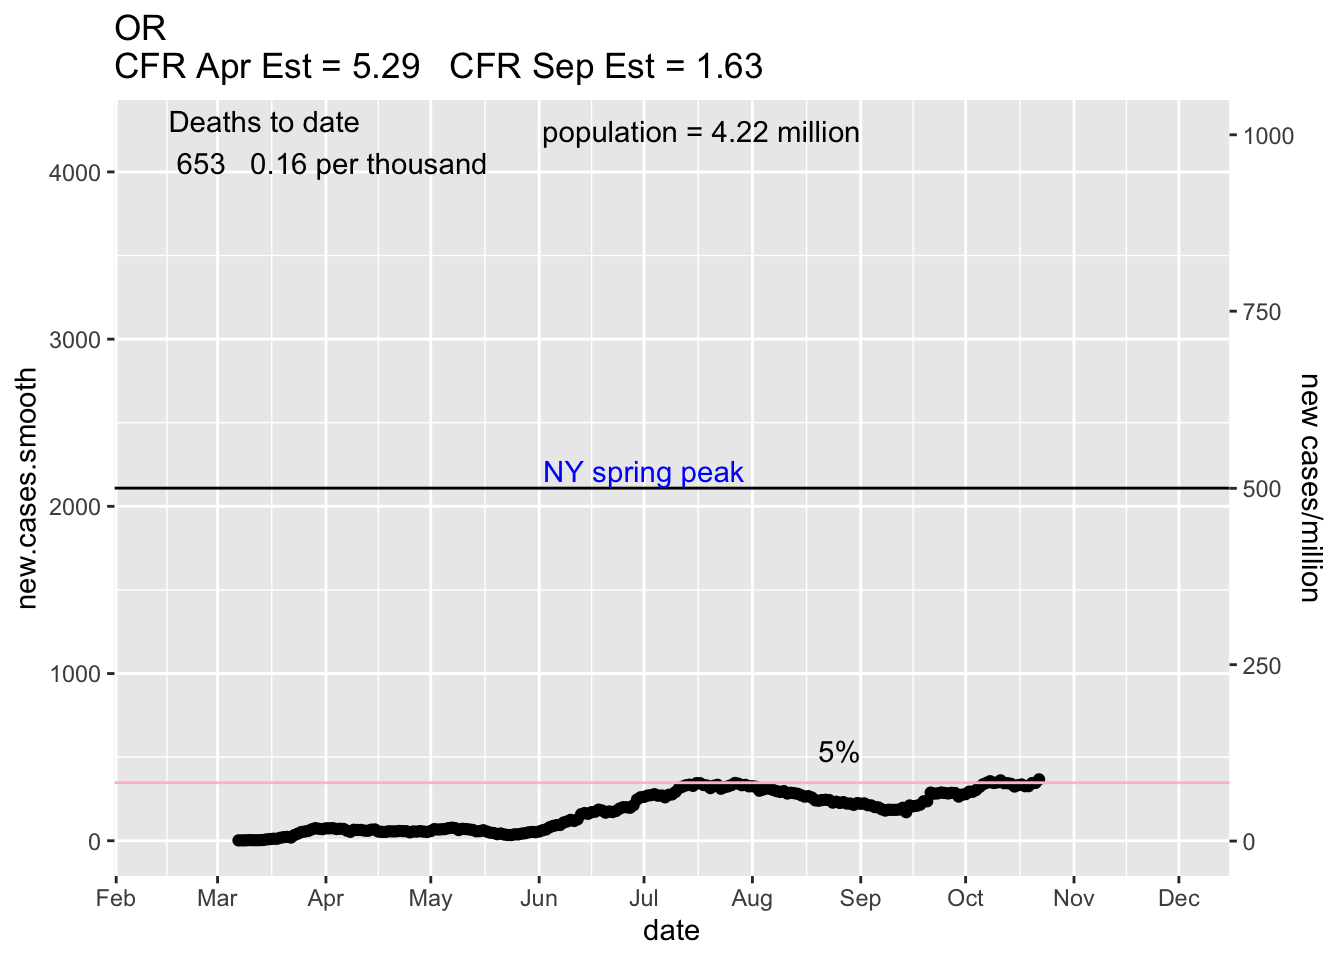 OR
CFR Apr Est = 5.29   CFR Sep Est = 1.63
Deaths to date
653   0.16 per thousand
population = 4.22 million
NY spring peak
5%
new.cases.smooth
4000
3000
2000
1000
0
new cases/million
1000
750
500
250
0
Feb Mar Apr May Jun Jul Aug Sep Oct Nov Dec
date